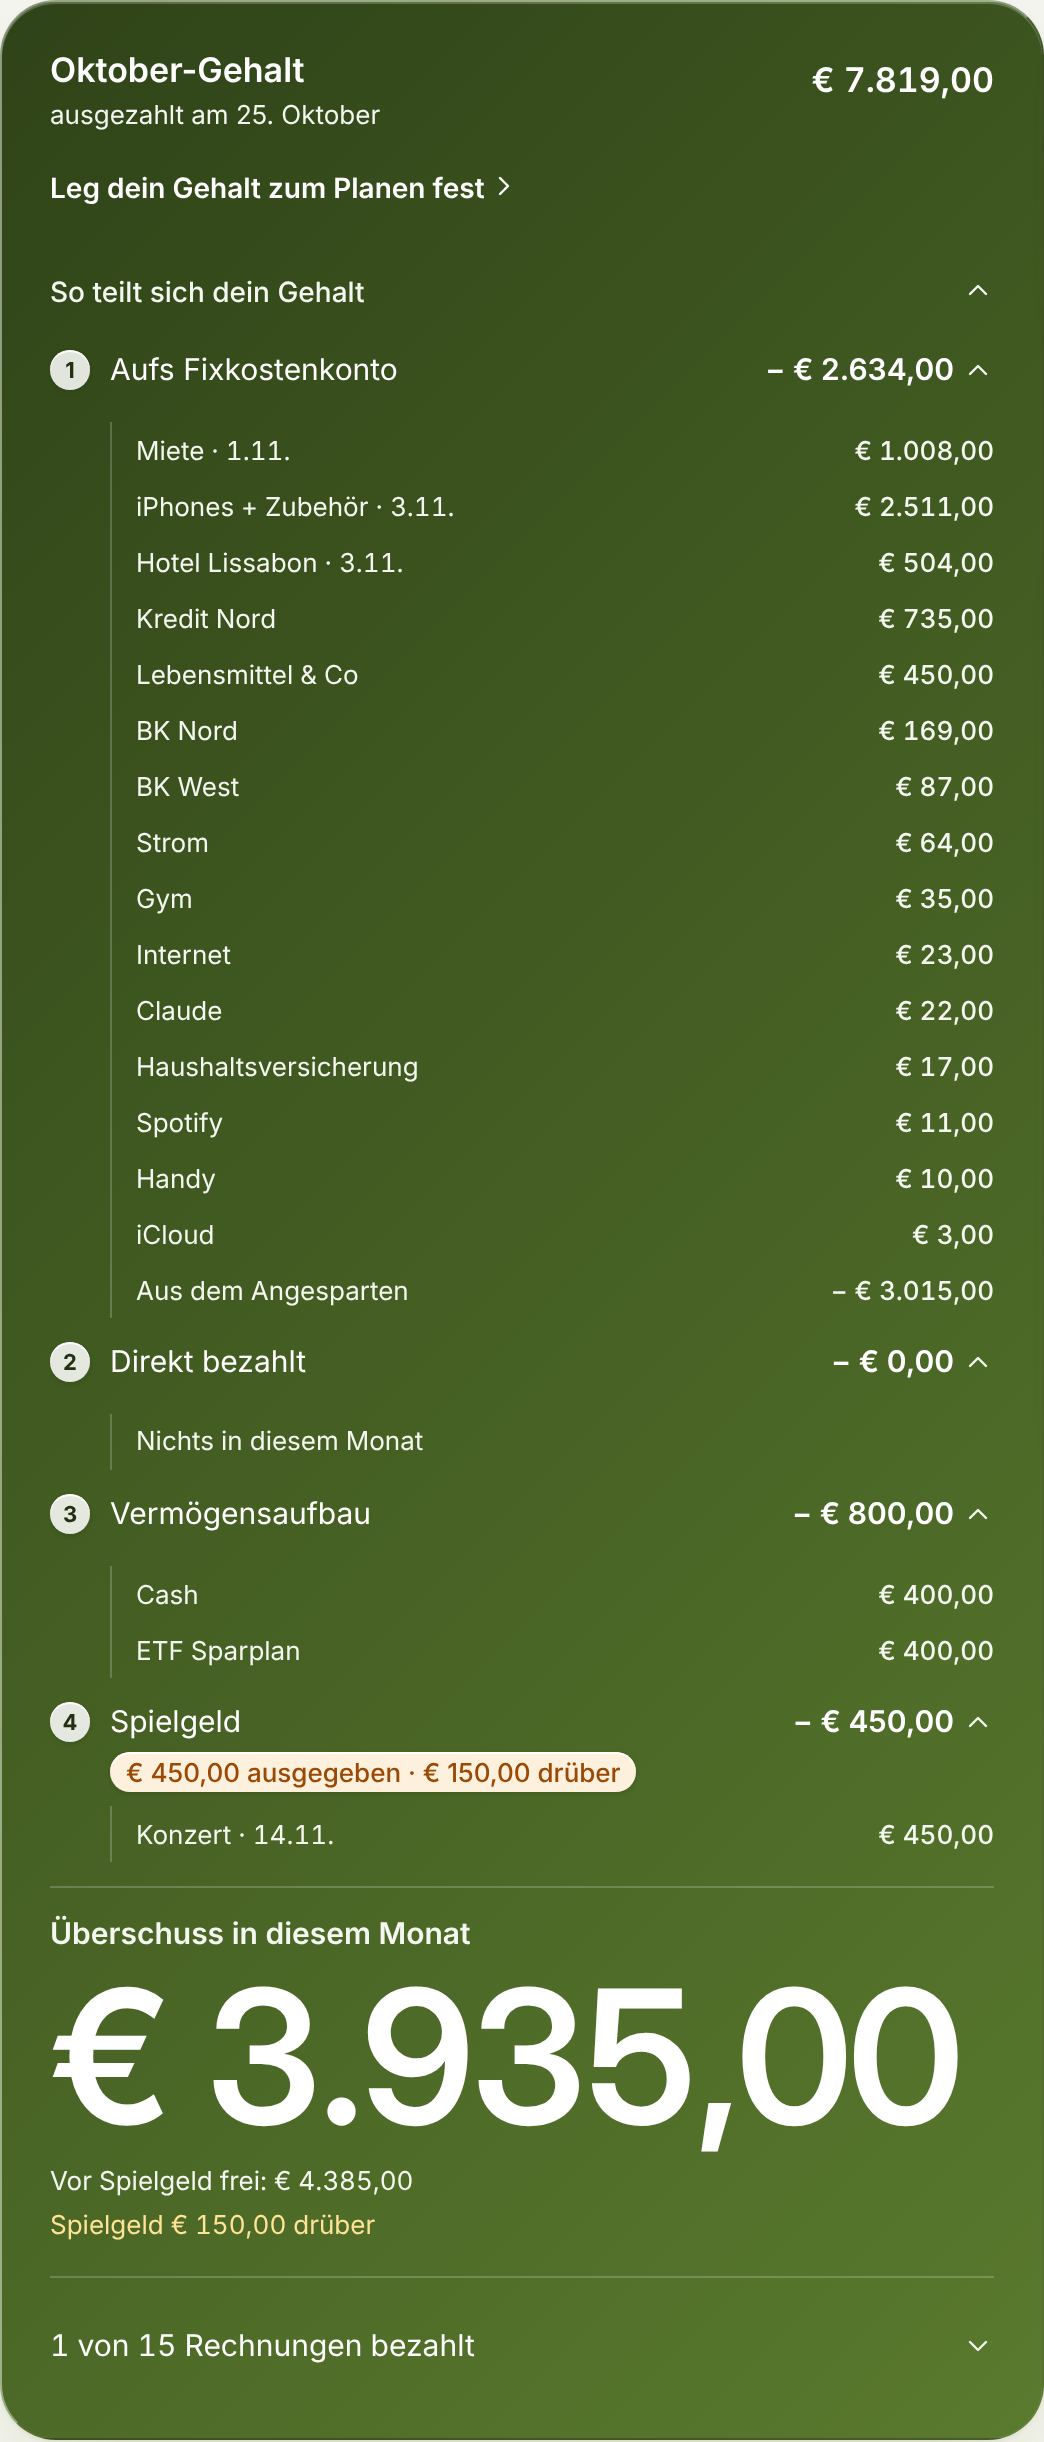 Oktober-Gehalt
€ 7.819,00
ausgezahlt am 25. Oktober
Leg dein Gehalt zum Planen fest
So teilt sich dein Gehalt
1 Aufs Fixkostenkonto – € 2.634,00
Miete · 1.11. € 1.008,00
iPhones + Zubehör · 3.11. € 2.511,00
Hotel Lissabon · 3.11. € 504,00
Kredit Nord € 735,00
Lebensmittel & Co € 450,00
BK Nord € 169,00
BK West € 87,00
Strom € 64,00
Gym € 35,00
Internet € 23,00
Claude € 22,00
Haushaltsversicherung € 17,00
Spotify € 11,00
Handy € 10,00
iCloud € 3,00
Aus dem Angesparten – € 3.015,00
2 Direkt bezahlt – € 0,00
Nichts in diesem Monat
3 Vermögensaufbau – € 800,00
Cash € 400,00
ETF Sparplan € 400,00
4 Spielgeld – € 450,00
€ 450,00 ausgegeben · € 150,00 drüber
Konzert · 14.11. € 450,00
Überschuss in diesem Monat
€ 3.935,00
Vor Spielgeld frei: € 4.385,00
Spielgeld € 150,00 drüber
1 von 15 Rechnungen bezahlt